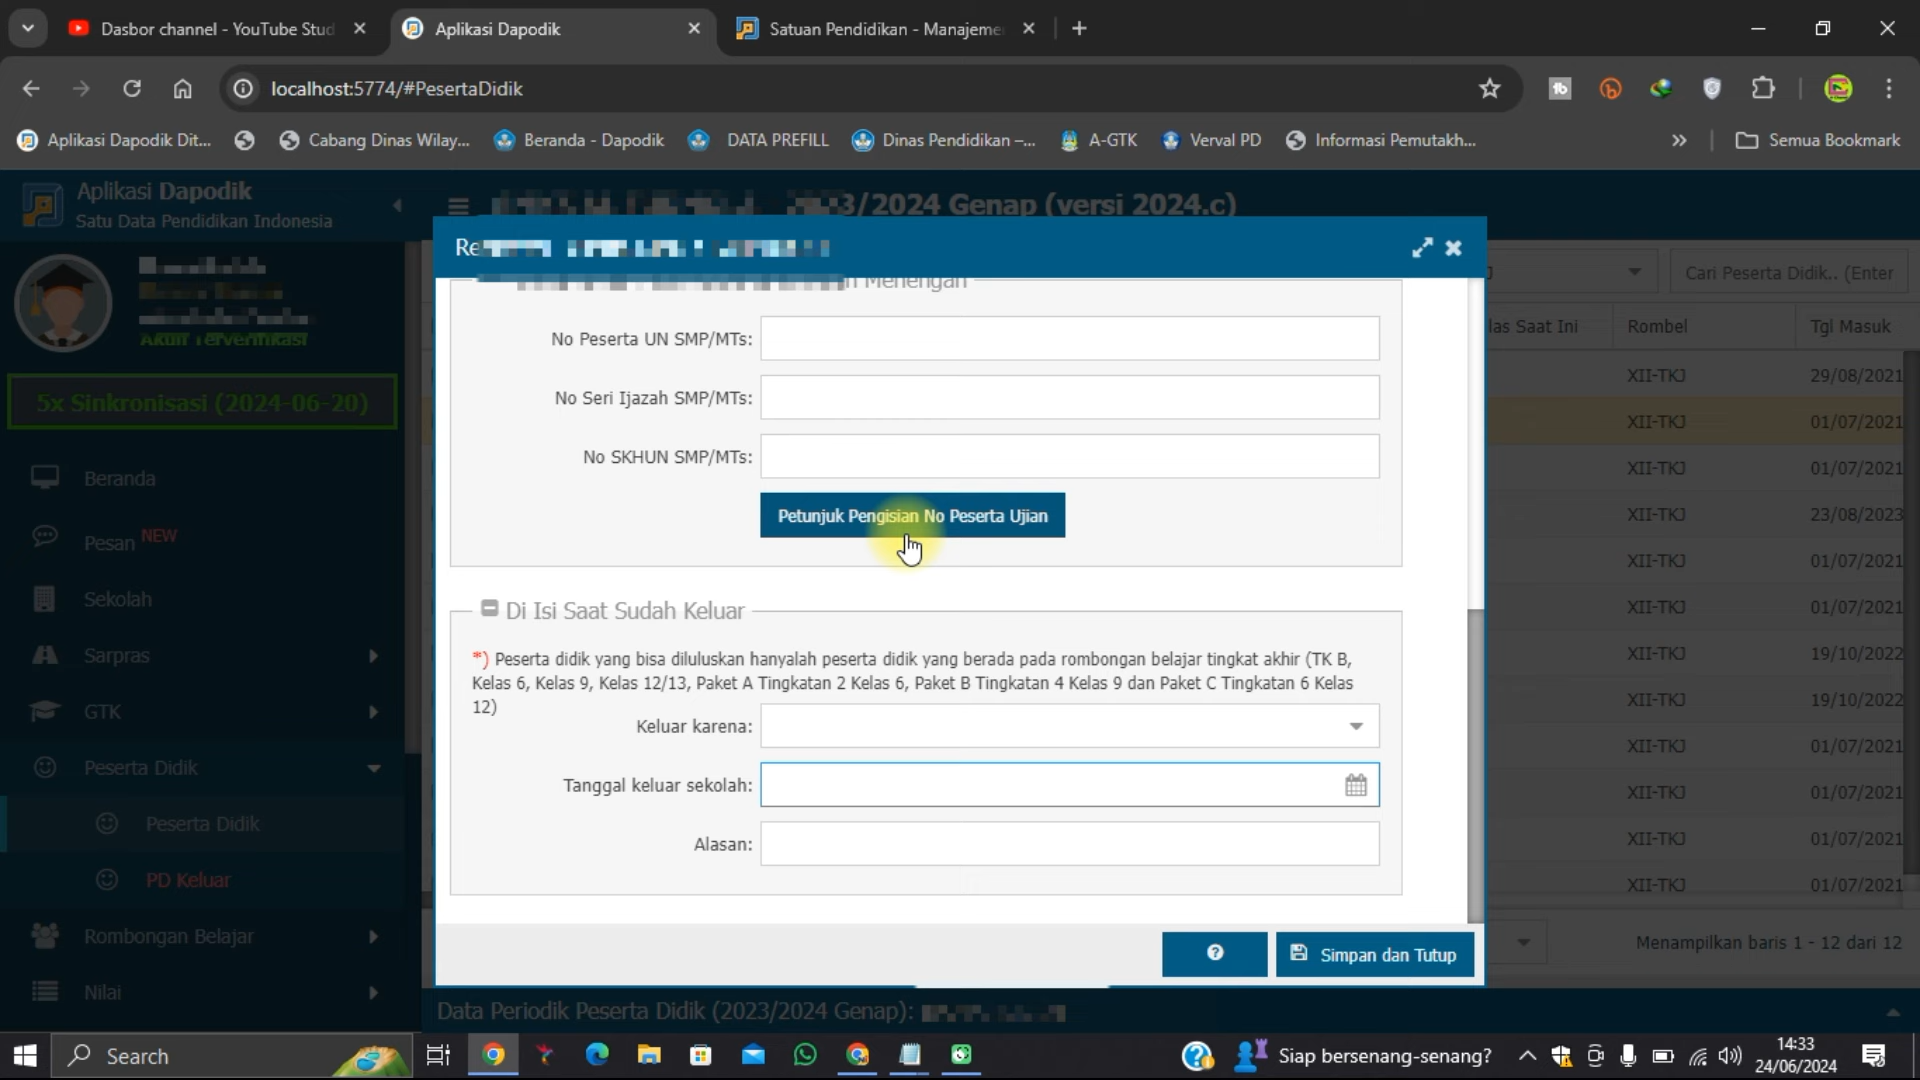 Dasbor channel - YouTube Stud
Aplikasi Dapodik
Satuan Pendidikan - Manajeme
localhost:5774/#PesertaDidik
Aplikasi Dapodik Dit...
Cabang Dinas Wilay...
Beranda - Dapodik
DATA PREFILL
Dinas Pendidikan –...
A-GTK
Verval PD
Informasi Pemutakh...
Semua Bookmark
Aplikasi Dapodik
Satu Data Pendidikan Indonesia
3/2024 Genap (versi 2024.c)
Re
Cari Peserta Didik.. (Enter
Menengah
No Peserta UN SMP/MTs:
No Seri Ijazah SMP/MTs:
No SKHUN SMP/MTs:
Petunjuk Pengisian No Peserta Ujian
Di Isi Saat Sudah Keluar
*) Peserta didik yang bisa diluluskan hanyalah peserta didik yang berada pada rombongan belajar tingkat akhir (TK B,
Kelas 6, Kelas 9, Kelas 12/13, Paket A Tingkatan 2 Kelas 6, Paket B Tingkatan 4 Kelas 9 dan Paket C Tingkatan 6 Kelas
12)
Keluar karena:
Tanggal keluar sekolah:
Alasan:
Simpan dan Tutup
Aktif Terverifikasi
5x Sinkronisasi (2024-06-20)
Beranda
Pesan NEW
Sekolah
Sarpras
GTK
Peserta Didik
Peserta Didik
PD Keluar
Rombongan Belajar
Nilai
las Saat Ini Rombel Tgl Masuk
XII-TKJ 29/08/2021
XII-TKJ 01/07/2021
XII-TKJ 01/07/2021
XII-TKJ 23/08/2023
XII-TKJ 01/07/2021
XII-TKJ 01/07/2021
XII-TKJ 19/10/2022
XII-TKJ 19/10/2022
XII-TKJ 01/07/2021
XII-TKJ 01/07/2021
XII-TKJ 01/07/2021
XII-TKJ 01/07/2021
Menampilkan baris 1 - 12 dari 12
Data Periodik Peserta Didik (2023/2024 Genap):
Search
Siap bersenang-senang?
14:33
24/06/2024